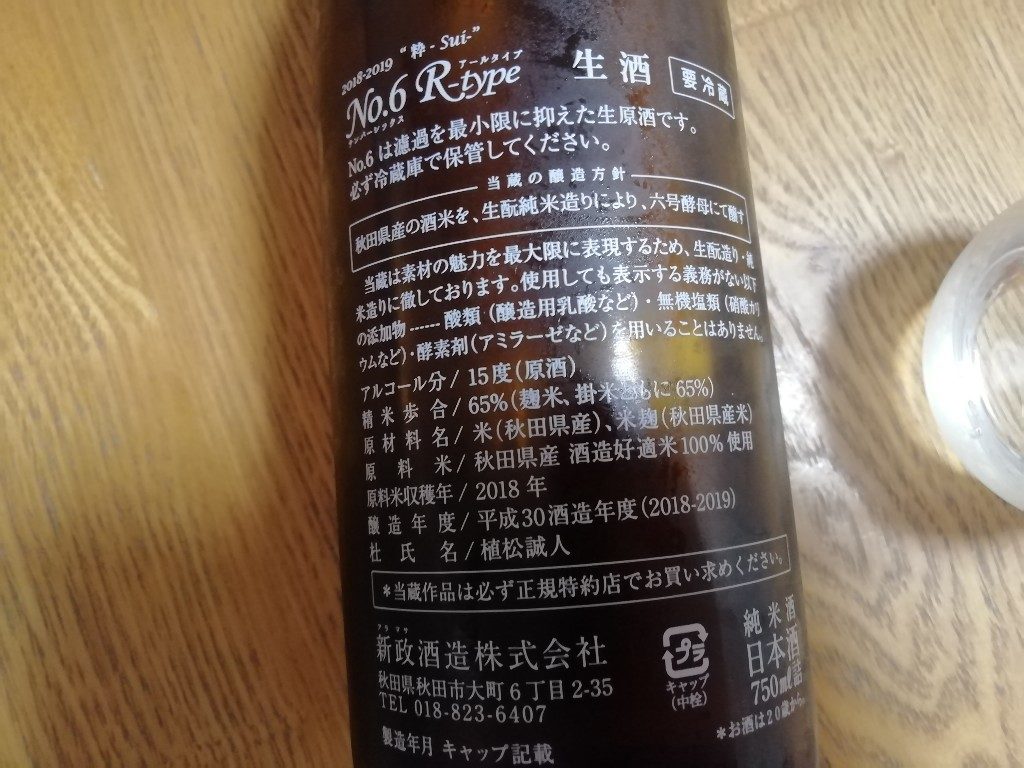 2018-2019 “粋 - Sui-”
No.6 R-type 生酒 要冷蔵
ナンバーシックス アールタイプ
No.6 は濾過を最小限に抑えた生原酒です。
必ず冷蔵庫で保管してください。
当蔵の醸造方針
秋田県産の酒米を、生酛純米造りにより、六号酵母にて醸す
当蔵は素材の魅力を最大限に表現するため、生酛造り・純
米造りに徹しております。使用しても表示する義務がない以下
の添加物 ------ 酸類（醸造用乳酸など）・無機塩類（硝酸カリ
ウムなど）・酵素剤（アミラーゼなど）を用いることはありません。
アルコール分 / 15度（原酒）
精米歩合 / 65%（麹米、掛米ともに65%）
原材料名 / 米（秋田県産）、米麹（秋田県産米）
原料米 / 秋田県産 酒造好適米100%使用
原料米収穫年 / 2018 年
醸造年度 / 平成30酒造年度（2018-2019）
杜氏名 / 植松誠人
＊当蔵作品は必ず正規特約店でお買い求めください。
アラマサ
新政酒造株式会社
秋田県秋田市大町6丁目2-35
TEL 018-823-6407
製造年月 キャップ記載
プラ
キャップ
（中栓）
純米酒
日本酒
750ml詰
＊お酒は20歳から